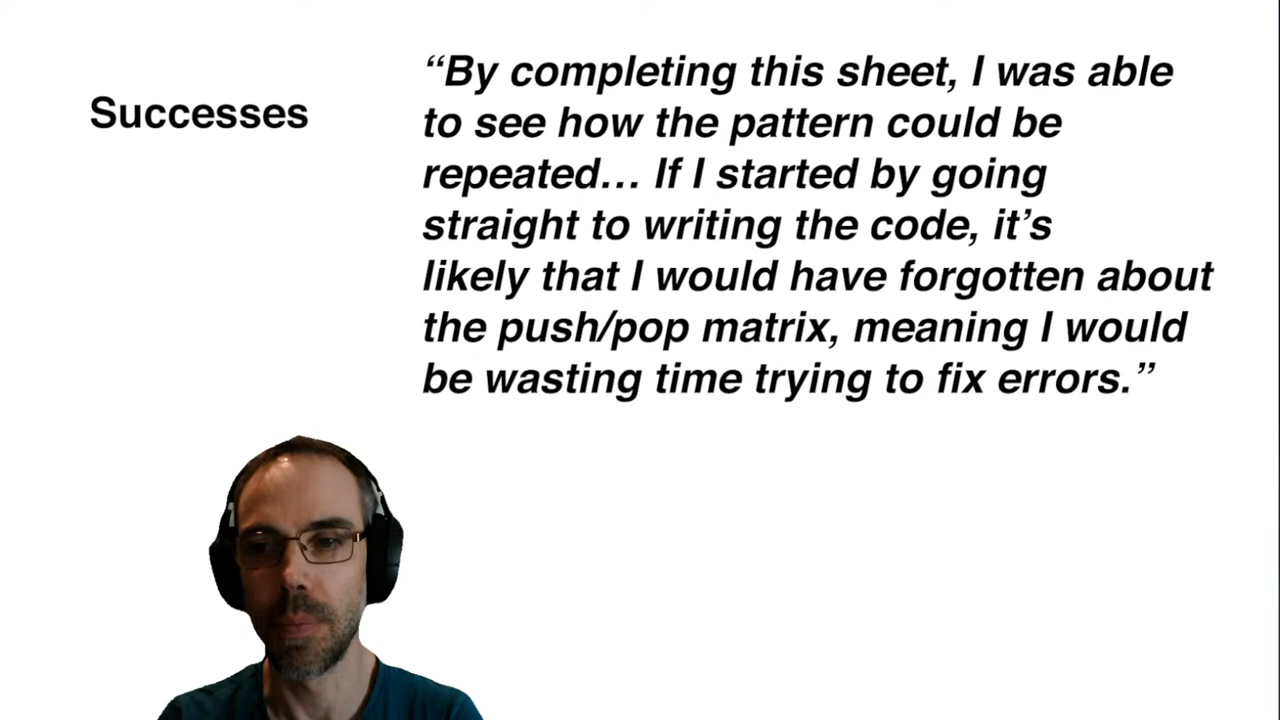 Successes
“By completing this sheet, I was able
to see how the pattern could be
repeated… If I started by going
straight to writing the code, it’s
likely that I would have forgotten about
the push/pop matrix, meaning I would
be wasting time trying to fix errors.”